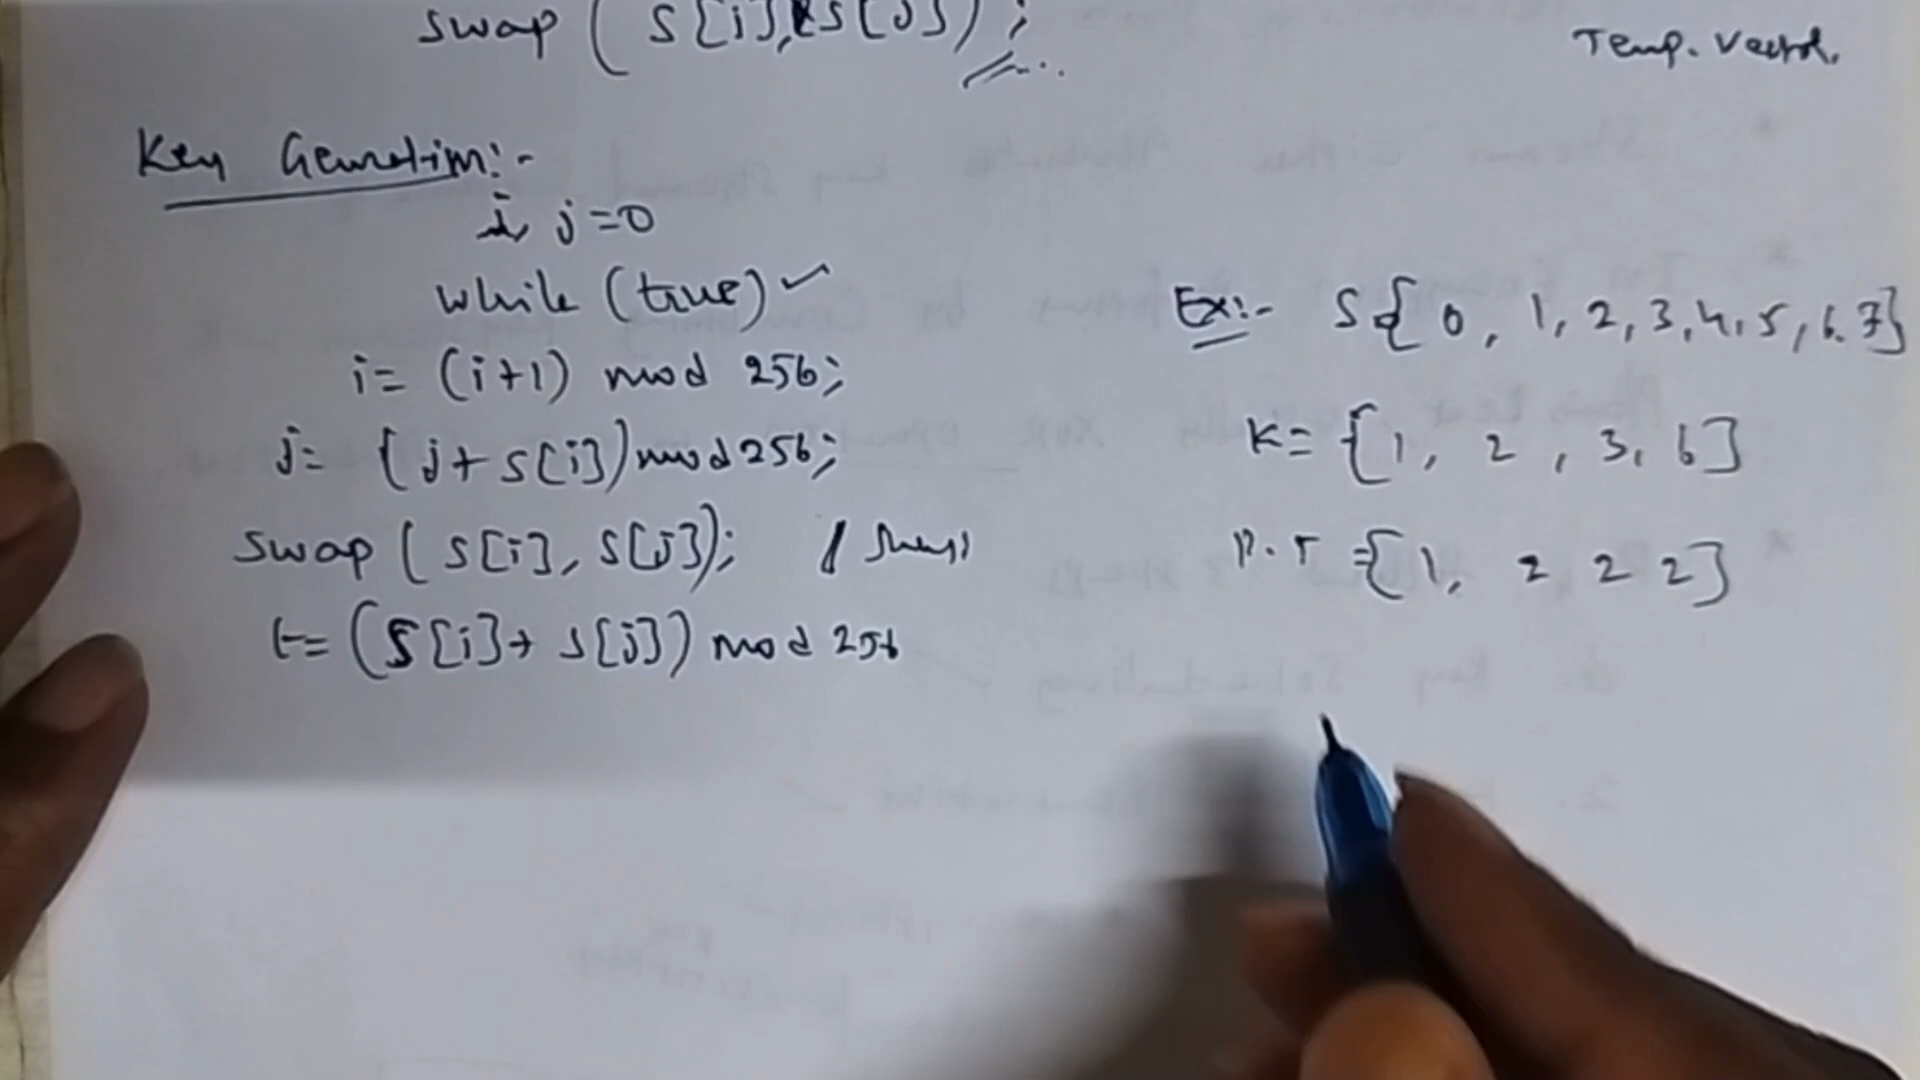 swap ( S[i], S[j] ) ;
Temp. Vector.
Key Generation:-
i, j=0
while (true) ✓
i= (i+1) mod 256;
j= (j+ s[i]) mod 256;
swap ( s[i], s[j]);
t= (S[i]+ s[j]) mod 256
Ex:- S{ 0, 1, 2, 3, 4, 5, 6. 7}
K= {1, 2, 3, 6]
P.T ={1, 2 2 2]